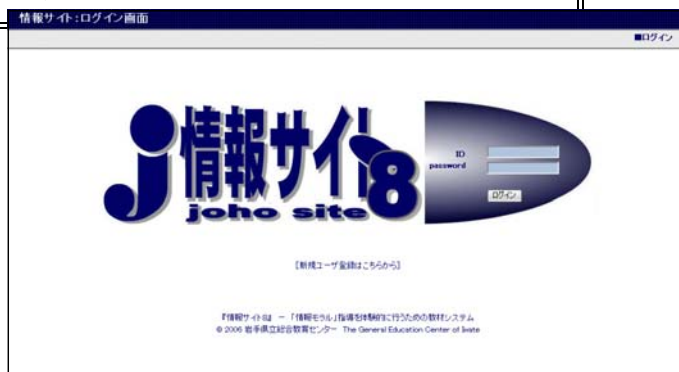 情報サイト:ログイン画面
■ログイン
j情報サイト8
joho site
ID
password
ログイン
[新規ユーザ登録はこちらから]
『情報サイト8』 － 「情報モラル」指導を体験的に行うための教材システム
© 2006 岩手県立総合教育センター The General Education Center of Iwate